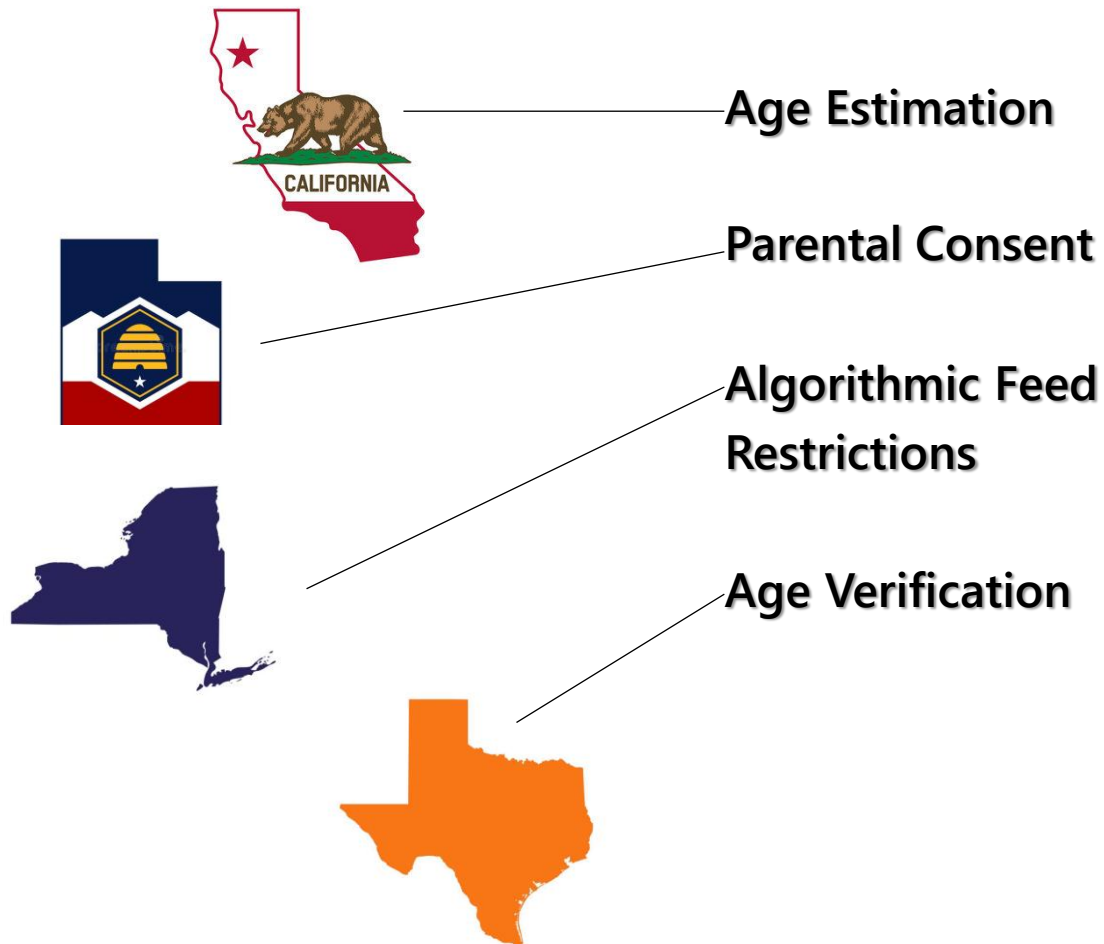 CALIFORNIA
Age Estimation
Parental Consent
Algorithmic Feed
Restrictions
Age Verification